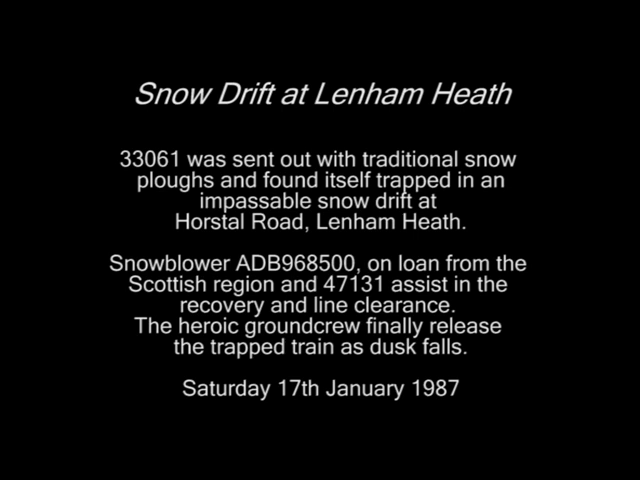 Snow Drift at Lenham Heath
33061 was sent out with traditional snow
ploughs and found itself trapped in an
impassable snow drift at
Horstal Road, Lenham Heath.
Snowblower ADB968500, on loan from the
Scottish region and 47131 assist in the
recovery and line clearance.
The heroic groundcrew finally release
the trapped train as dusk falls.
Saturday 17th January 1987